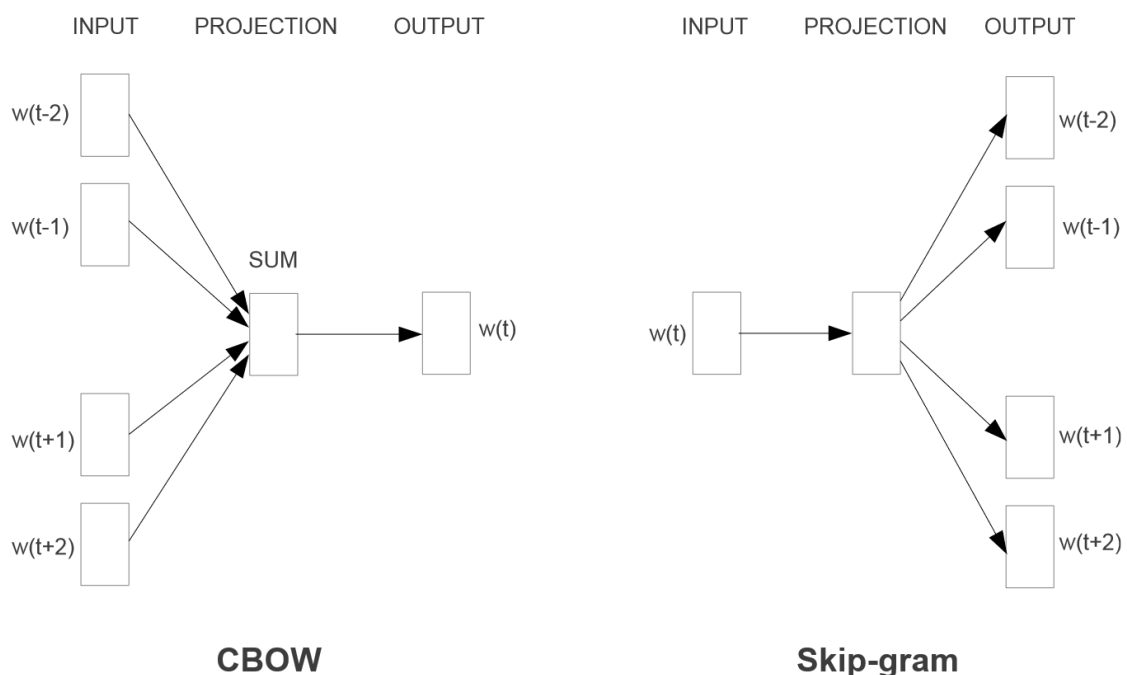 INPUT PROJECTION OUTPUT
w(t-2)
w(t-1)
SUM
w(t)
w(t+1)
w(t+2)
CBOW
INPUT PROJECTION OUTPUT
w(t-2)
w(t-1)
w(t)
w(t+1)
w(t+2)
Skip-gram